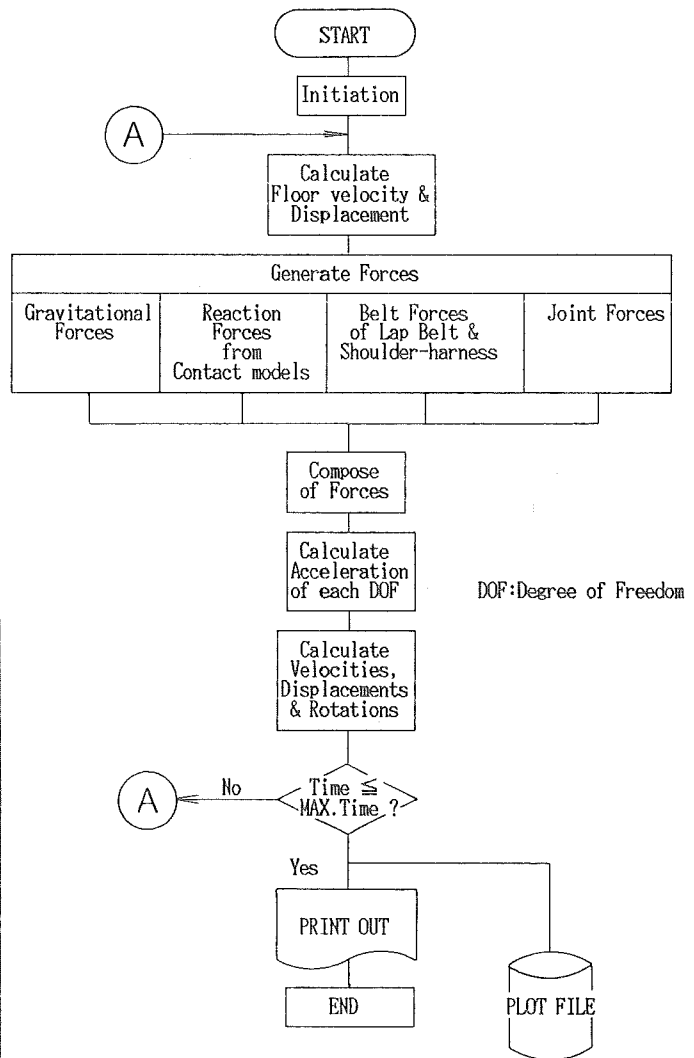 START
Initiation
A
Calculate
Floor velocity &
Displacement
Generate Forces
Gravitational
Forces
Reaction
Forces
from
Contact models
Belt Forces
of Lap Belt &
Shoulder-harness
Joint Forces
Compose
of Forces
Calculate
Acceleration
of each DOF
DOF:Degree of Freedom
Calculate
Velocities,
Displacements
& Rotations
A
No
Time ≦
MAX.Time ?
Yes
PRINT OUT
END
PLOT FILE